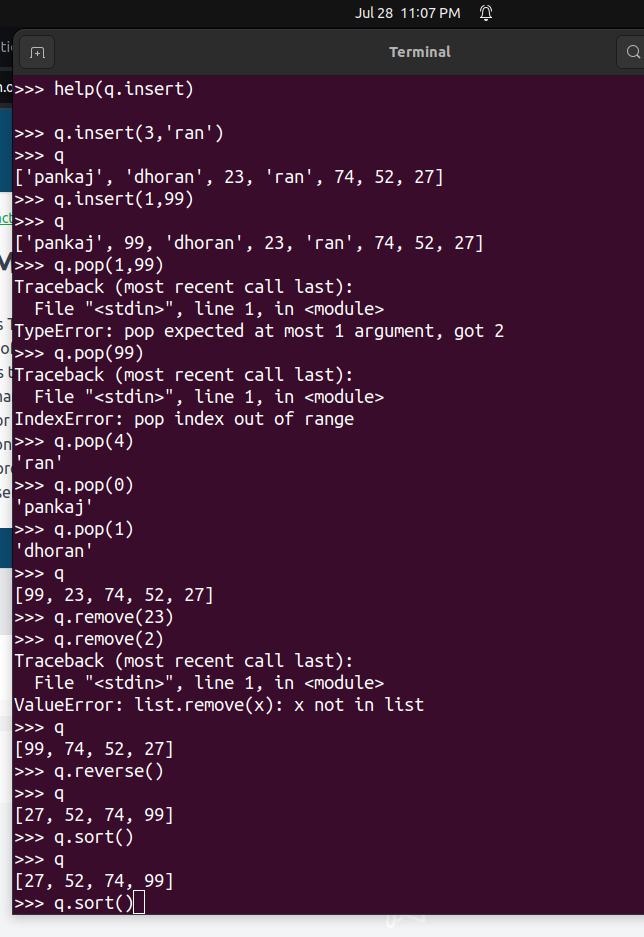 Jul 28 11:07 PM
Terminal
>>> help(q.insert)
>>> q.insert(3,'ran')
>>> q
['pankaj', 'dhoran', 23, 'ran', 74, 52, 27]
>>> q.insert(1,99)
>>> q
['pankaj', 99, 'dhoran', 23, 'ran', 74, 52, 27]
>>> q.pop(1,99)
Traceback (most recent call last):
  File "<stdin>", line 1, in <module>
TypeError: pop expected at most 1 argument, got 2
>>> q.pop(99)
Traceback (most recent call last):
  File "<stdin>", line 1, in <module>
IndexError: pop index out of range
>>> q.pop(4)
'ran'
>>> q.pop(0)
'pankaj'
>>> q.pop(1)
'dhoran'
>>> q
[99, 23, 74, 52, 27]
>>> q.remove(23)
>>> q.remove(2)
Traceback (most recent call last):
  File "<stdin>", line 1, in <module>
ValueError: list.remove(x): x not in list
>>> q
[99, 74, 52, 27]
>>> q.reverse()
>>> q
[27, 52, 74, 99]
>>> q.sort()
>>> q
[27, 52, 74, 99]
>>> q.sort()